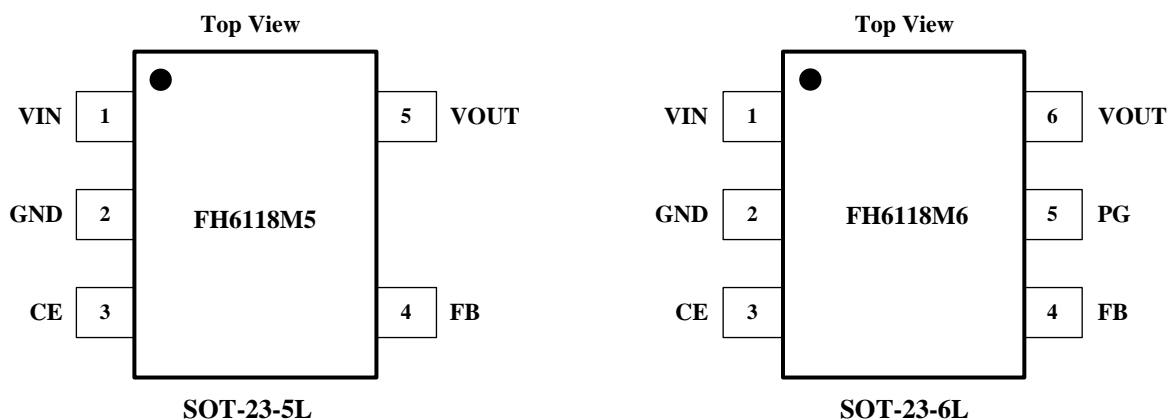 Top View
VIN 1 5 VOUT
GND 2 FH6118M5
CE 3 4 FB
SOT-23-5L
Top View
VIN 1 6 VOUT
GND 2 FH6118M6 5 PG
CE 3 4 FB
SOT-23-6L